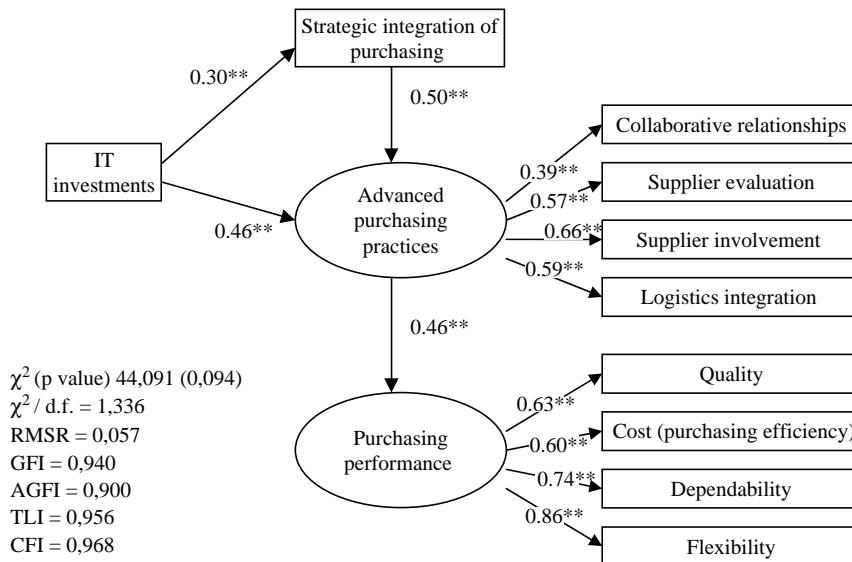 Strategic integration of
purchasing
0.30**
0.50**
IT
investments
0.46**
Advanced
purchasing
practices
Collaborative relationships
0.39**
Supplier evaluation
0.57**
Supplier involvement
0.66**
Logistics integration
0.59**
0.46**
Purchasing
performance
Quality
0.63**
Cost (purchasing efficiency)
0.60**
Dependability
0.74**
Flexibility
0.86**
χ² (p value) 44,091 (0,094)
χ² / d.f. = 1,336
RMSR = 0,057
GFI = 0,940
AGFI = 0,900
TLI = 0,956
CFI = 0,968